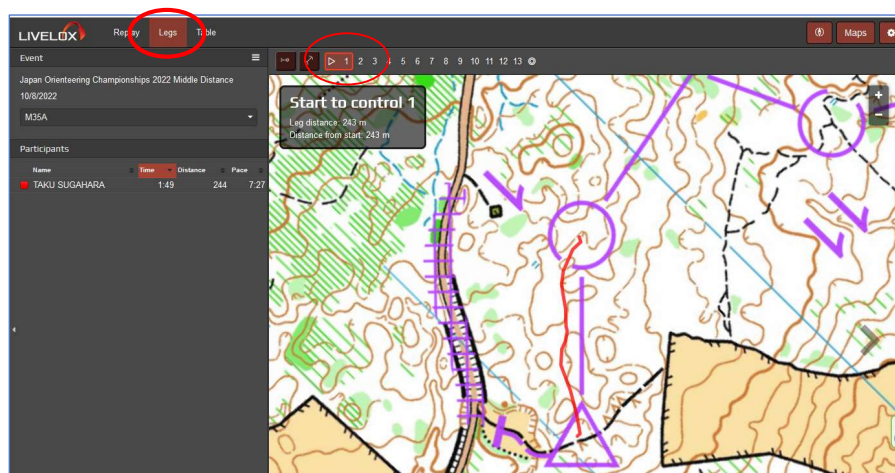 LIVELOX Replay Legs Table Maps
Event
Japan Orienteering Championships 2022 Middle Distance
10/8/2022
M35A
Participants
Name Time Distance Pace
TAKU SUGAHARA 1:49 244 7:27
1 2 3 4 5 6 7 8 9 10 11 12 13
Start to control 1
Leg distance: 243 m
Distance from start: 243 m
+
−